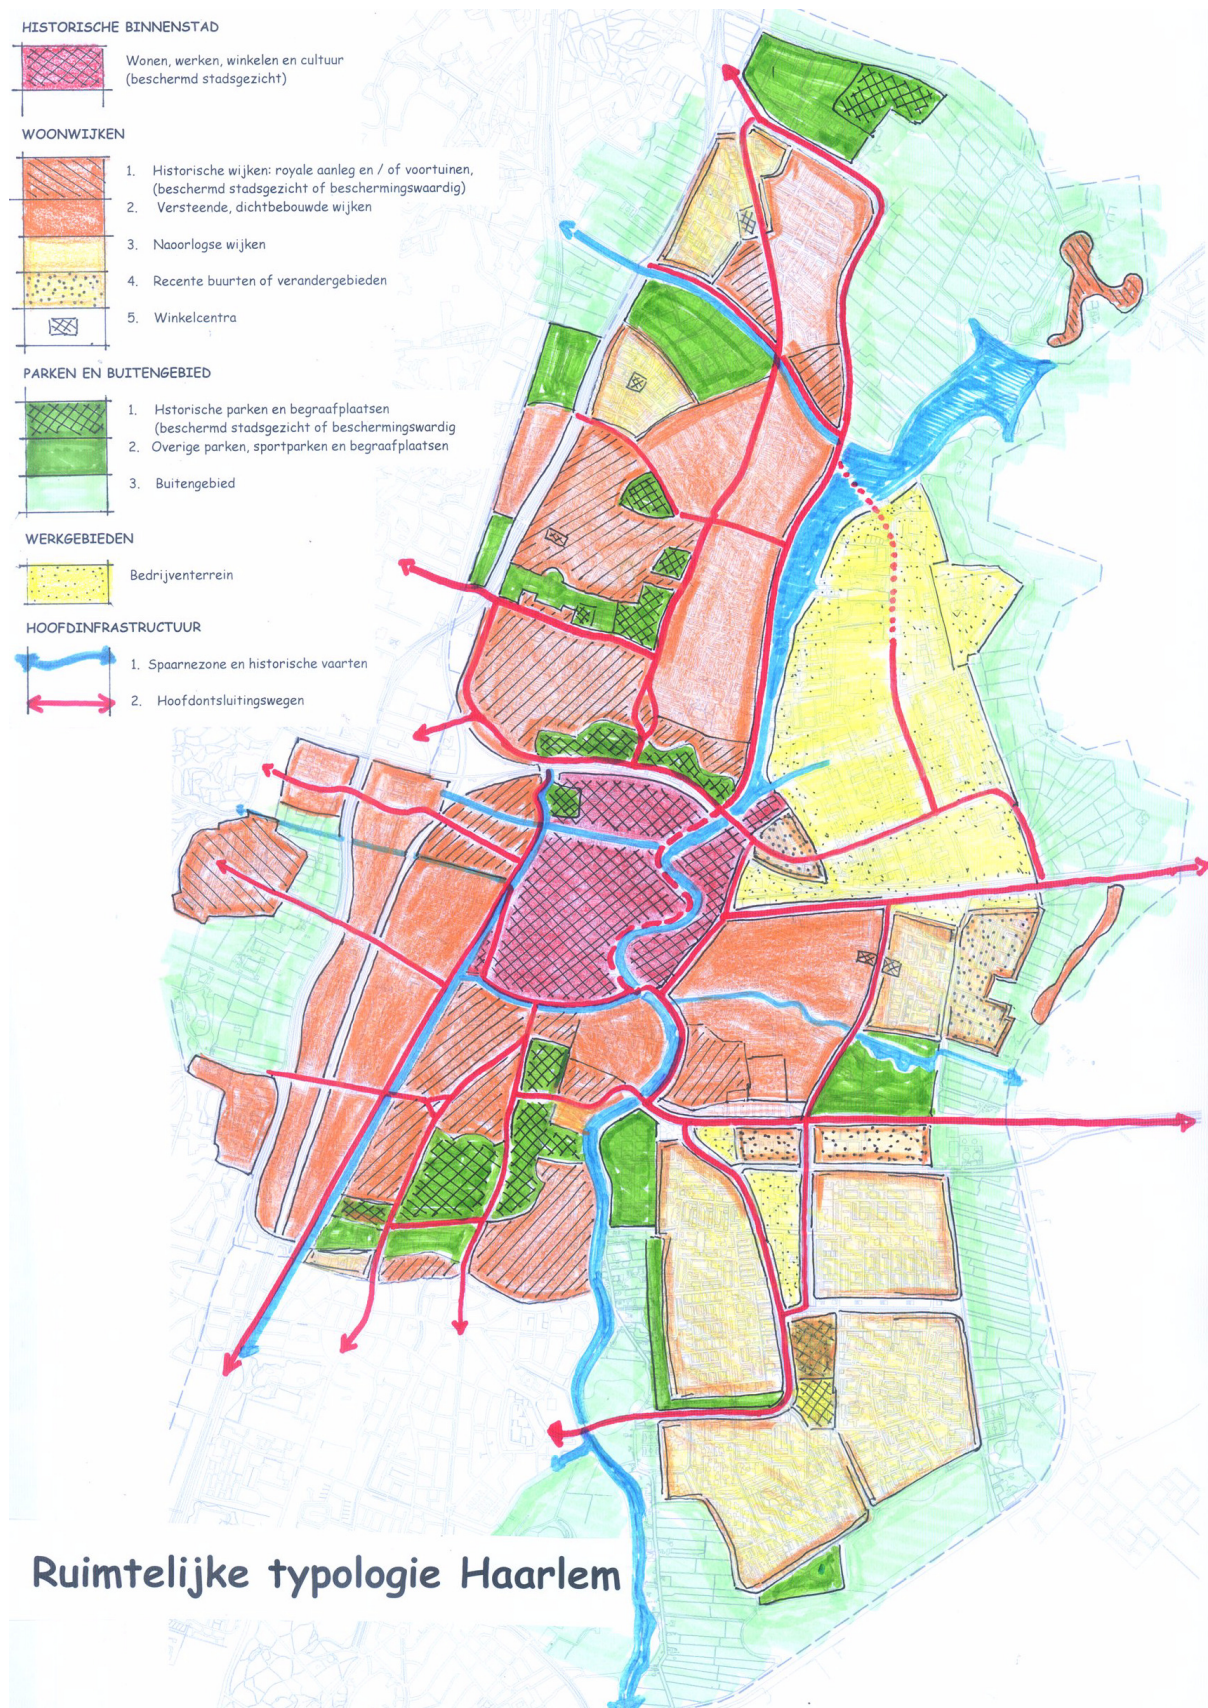 HISTORISCHE BINNENSTAD
Wonen, werken, winkelen en cultuur
(beschermd stadsgezicht)
WOONWIJKEN
1. Historische wijken: royale aanleg en / of voortuinen,
(beschermd stadsgezicht of beschermingswaardig)
2. Versteende, dichtbebouwde wijken
3. Naoorlogse wijken
4. Recente buurten of verandergebieden
5. Winkelcentra
PARKEN EN BUITENGEBIED
1. Hstorische parken en begraafplaatsen
(beschermd stadsgezicht of beschermingswardig
2. Overige parken, sportparken en begraafplaatsen
3. Buitengebied
WERKGEBIEDEN
Bedrijventerrein
HOOFDINFRASTRUCTUUR
1. Spaarnezone en historische vaarten
2. Hoofdontsluitingswegen
Ruimtelijke typologie Haarlem